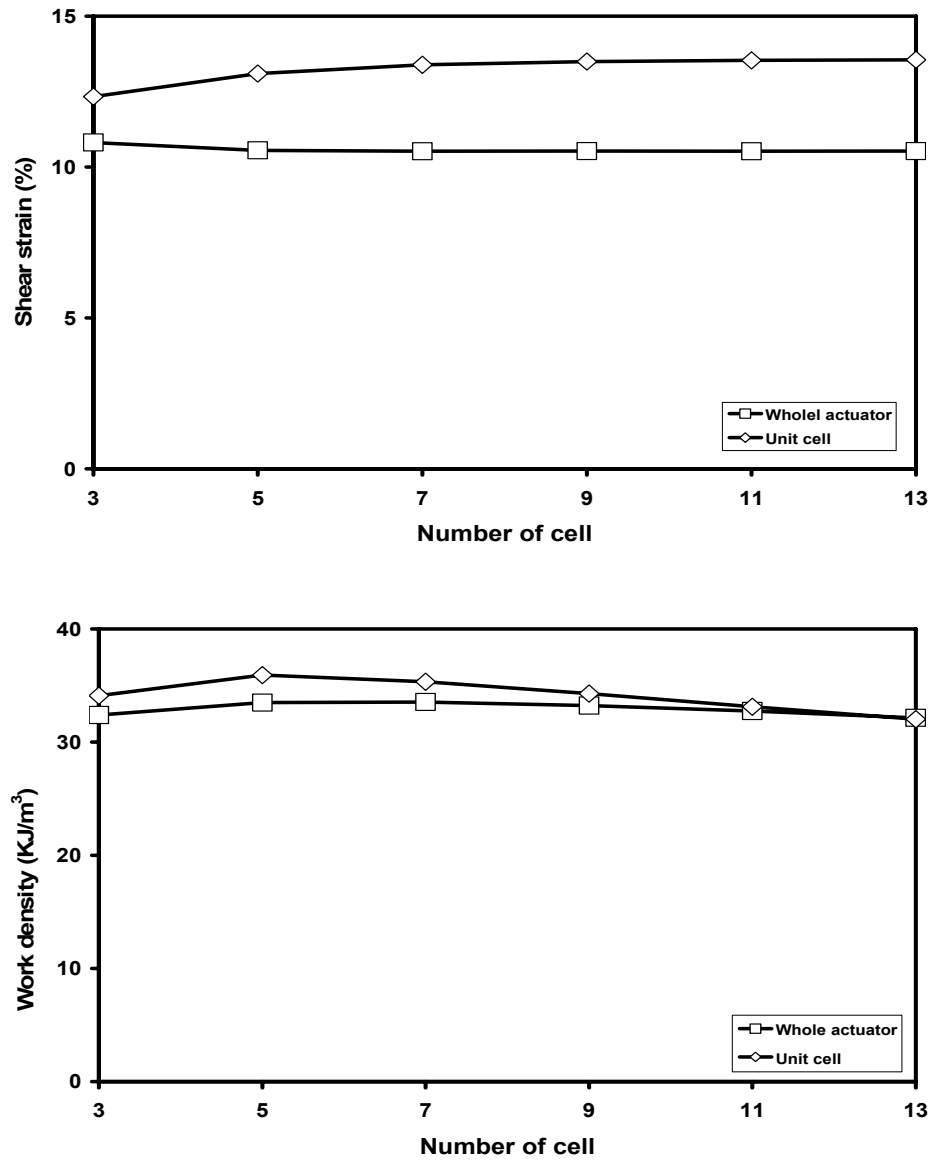 15
10
5
0
Shear strain (%)
Wholel actuator
Unit cell
3 5 7 9 11 13
Number of cell
40
30
20
10
0
Work density (KJ/m³)
Whole actuator
Unit cell
3 5 7 9 11 13
Number of cell